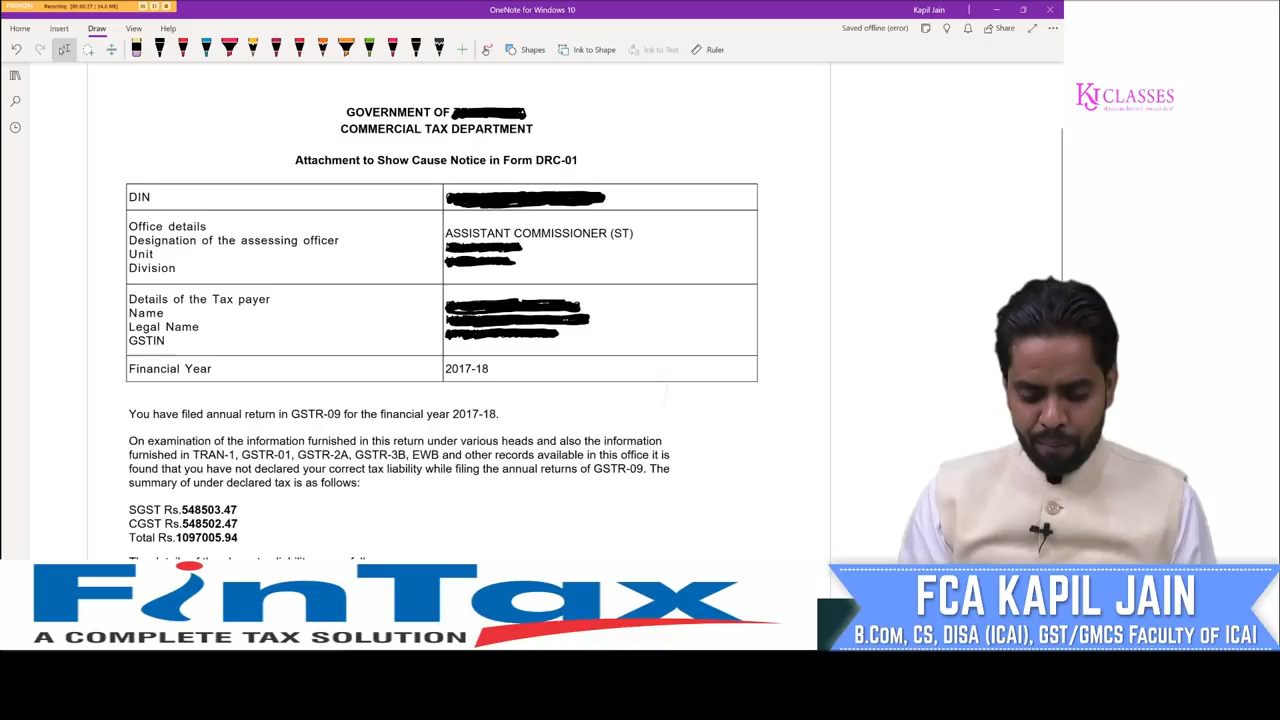 Recording
OneNote for Windows 10
Kapil Jain
Home Insert Draw View Help
Saved offline (error)
Share
Shapes Ink to Shape Ink to Text Ruler
KJ CLASSES
GOVERNMENT OF
COMMERCIAL TAX DEPARTMENT
Attachment to Show Cause Notice in Form DRC-01
DIN
Office details
Designation of the assessing officer ASSISTANT COMMISSIONER (ST)
Unit
Division
Details of the Tax payer
Name
Legal Name
GSTIN
Financial Year 2017-18
You have filed annual return in GSTR-09 for the financial year 2017-18.
On examination of the information furnished in this return under various heads and also the information
furnished in TRAN-1, GSTR-01, GSTR-2A, GSTR-3B, EWB and other records available in this office it is
found that you have not declared your correct tax liability while filing the annual returns of GSTR-09. The
summary of under declared tax is as follows:
SGST Rs.548503.47
CGST Rs.548502.47
Total Rs.1097005.94
FinTax
A COMPLETE TAX SOLUTION
FCA KAPIL JAIN
B.Com, CS, DISA (ICAI), GST/GMCS Faculty of ICAI